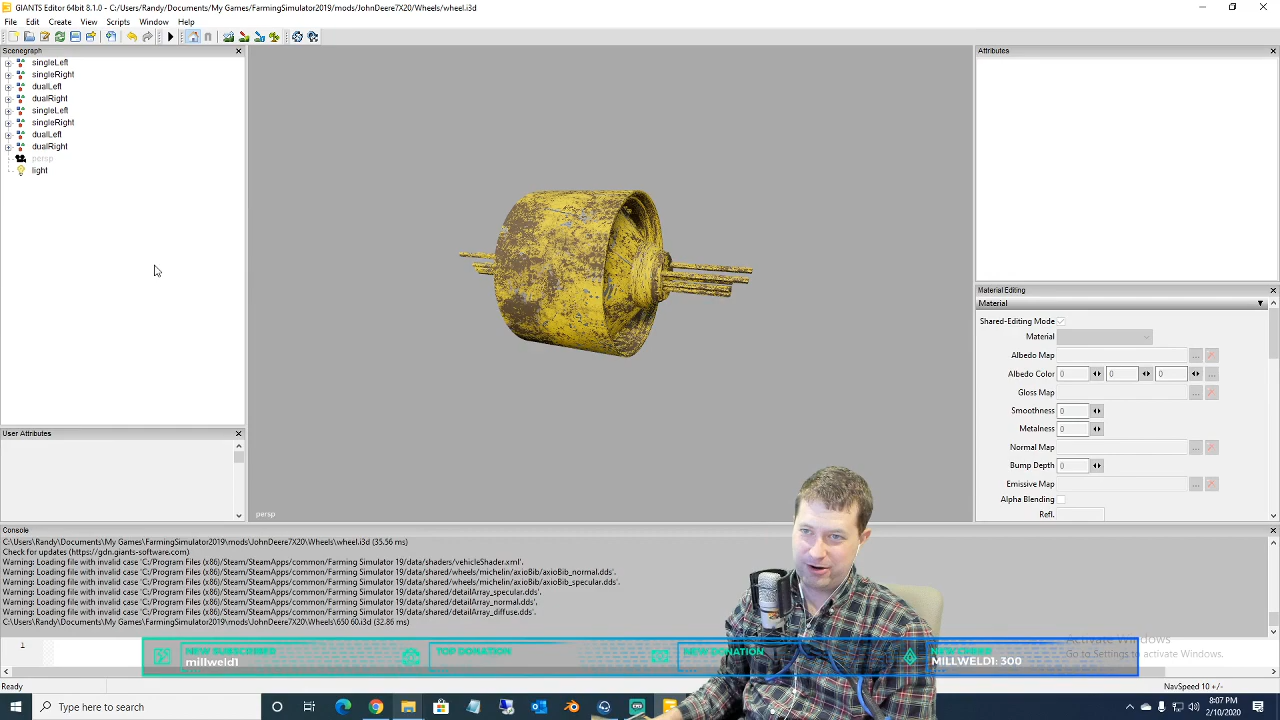 GIANTS Editor 64bit 8.1.0 - C:/Users/Randy/Documents/My Games/FarmingSimulator2019/mods/JohnDeere7X20/Wheels/wheel.i3d
File Edit Create View Scripts Window Help
Scenegraph
singleLeft
singleRight
dualLeft
dualRight
singleLeft
singleRight
dualLeft
dualRight
persp
light
User Attributes
persp
Attributes
Material Editing
Material
Shared-Editing Mode
Material
Albedo Map ...
Albedo Color 0 0 0 ...
Gloss Map ...
Smoothness 0
Metalness 0
Normal Map ...
Bump Depth 0
Emissive Map ...
Alpha Blending
Refl.
Console
C:\Users\Randy\Documents\My Games\FarmingSimulator2019\mods\JohnDeere7X20\Wheels\wheel.i3d (35.56 ms)
Check for updates (https://gdn.giants-software.com)
Warning: Loading file with invalid case 'C:/Program Files (x86)/Steam/SteamApps/common/Farming Simulator 19/data/shaders/vehicleShader.xml'.
Warning: Loading file with invalid case 'C:/Program Files (x86)/Steam/SteamApps/common/Farming Simulator 19/data/shared/wheels/michelin/axioBib_normal.dds'.
Warning: Loading file with invalid case 'C:/Program Files (x86)/Steam/SteamApps/common/Farming Simulator 19/data/shared/wheels/michelin/axioBib_specular.dds'.
Warning: Loading file with invalid case 'C:/Program Files (x86)/Steam/SteamApps/common/Farming Simulator 19/data/shared/detailArray_specular.dds'.
Warning: Loading file with invalid case 'C:/Program Files (x86)/Steam/SteamApps/common/Farming Simulator 19/data/shared/detailArray_normal.dds'.
Warning: Loading file with invalid case 'C:/Program Files (x86)/Steam/SteamApps/common/Farming Simulator 19/data/shared/detailArray_diffuse.dds'.
C:\Users\Randy\Documents\My Games\FarmingSimulator2019\mods\JohnDeere7X20\Wheels\650 60.i3d (32.86 ms)
1
Activate Windows
Go to Settings to activate Windows.
NEW SUBSCRIBER
millweld1
TOP DONATION
NEW DONATION
MILLWELD1: 300
Ready
NavSpeed 10 +/-
Type here to search
8:07 PM
2/10/2020